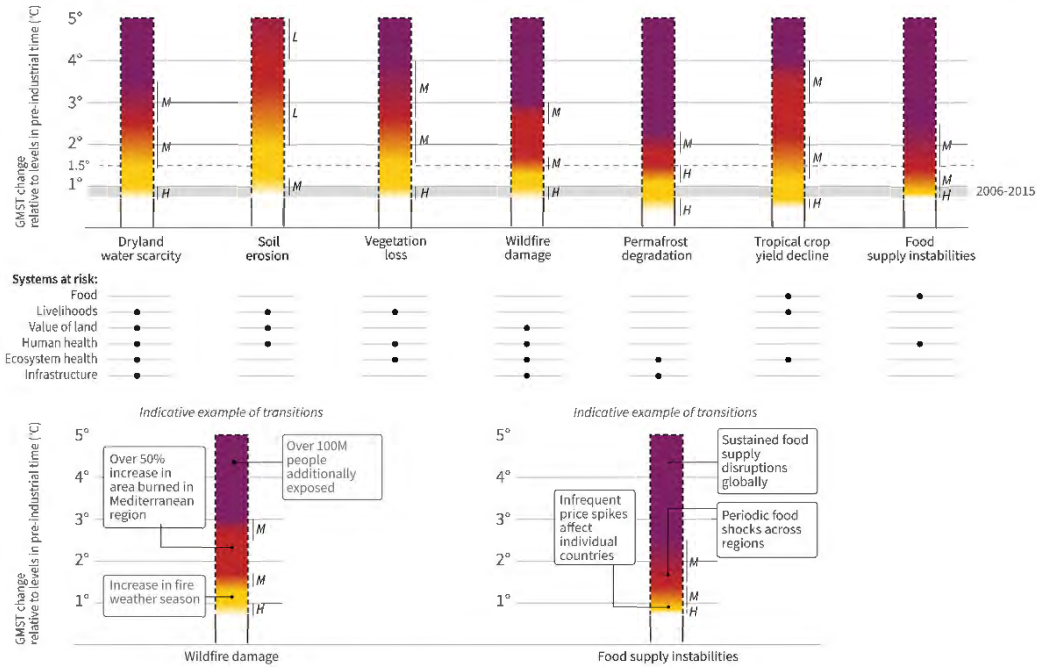 GMST change
relative to levels in pre-industrial time (°C)
5°
4°
3°
2°
1.5°
1°
M
M
H
L
L
M
M
M
H
M
M
H
M
H
H
M
M
H
M
M
H
2006-2015
Dryland
water scarcity
Soil
erosion
Vegetation
loss
Wildfire
damage
Permafrost
degradation
Tropical crop
yield decline
Food
supply instabilities
Systems at risk:
Food
Livelihoods
Value of land
Human health
Ecosystem health
Infrastructure
Indicative example of transitions
GMST change
relative to levels in pre-industrial time (°C)
5°
4°
3°
2°
1°
Over 50%
increase in
area burned in
Mediterranean
region
Increase in fire
weather season
Over 100M
people
additionally
exposed
M
M
H
Wildfire damage
Indicative example of transitions
Infrequent
price spikes
affect
individual
countries
Sustained food
supply
disruptions
globally
Periodic food
shocks across
regions
M
M
H
Food supply instabilities